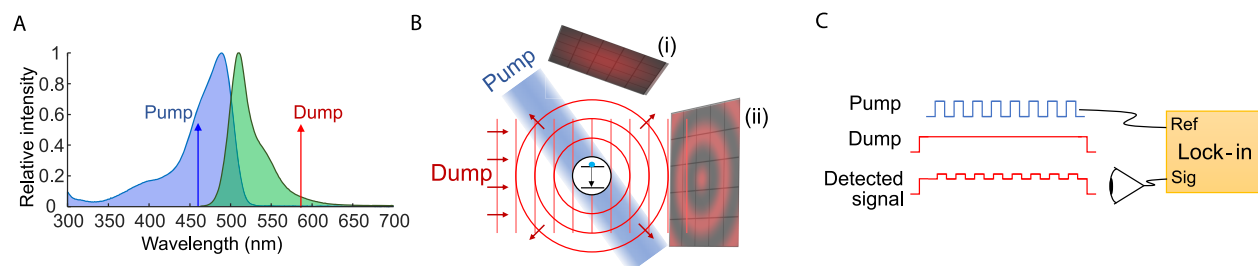 A
Relative intensity
1
0.8
0.6
0.4
0.2
0
300
350
400
450
500
550
600
650
700
Wavelength (nm)
Pump
Dump
B
Pump
Dump
(i)
(ii)
C
Pump
Dump
Detected
signal
Ref
Lock-in
Sig